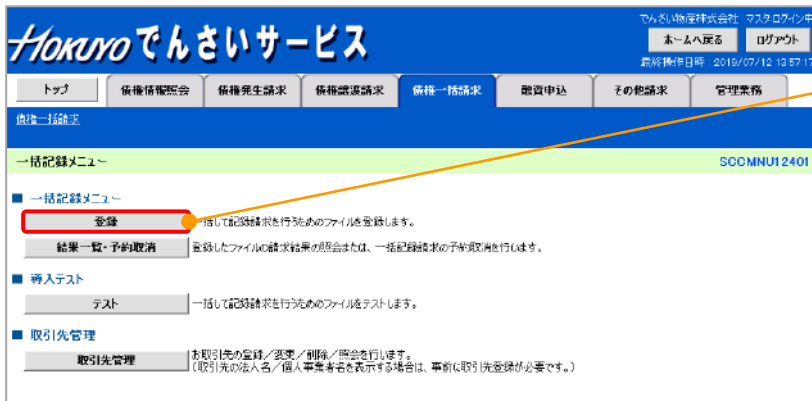 でんさい物産株式会社 マスタログイン中
HOKUYOでんさいサービス
ホームへ戻る ログアウト
最終操作日時:2019/07/12 13:57:17
トップ 債権情報照会 債権発生請求 債権譲渡請求 債権一括請求 融資申込 その他請求 管理業務
債権一括請求
一括記録メニュー SCCMNU12401
■ 一括記録メニュー
登録 一括して記録請求を行うためのファイルを登録します。
結果一覧・予約取消 登録したファイルの請求結果の照会または、一括記録請求の予約取消を行います。
■ 導入テスト
テスト 一括して記録請求を行うためのファイルをテストします。
■ 取引先管理
取引先管理 お取引先の登録/変更/削除/照会を行います。
(取引先の法人名/個人事業者名を表示する場合は、事前に取引先登録が必要です。)